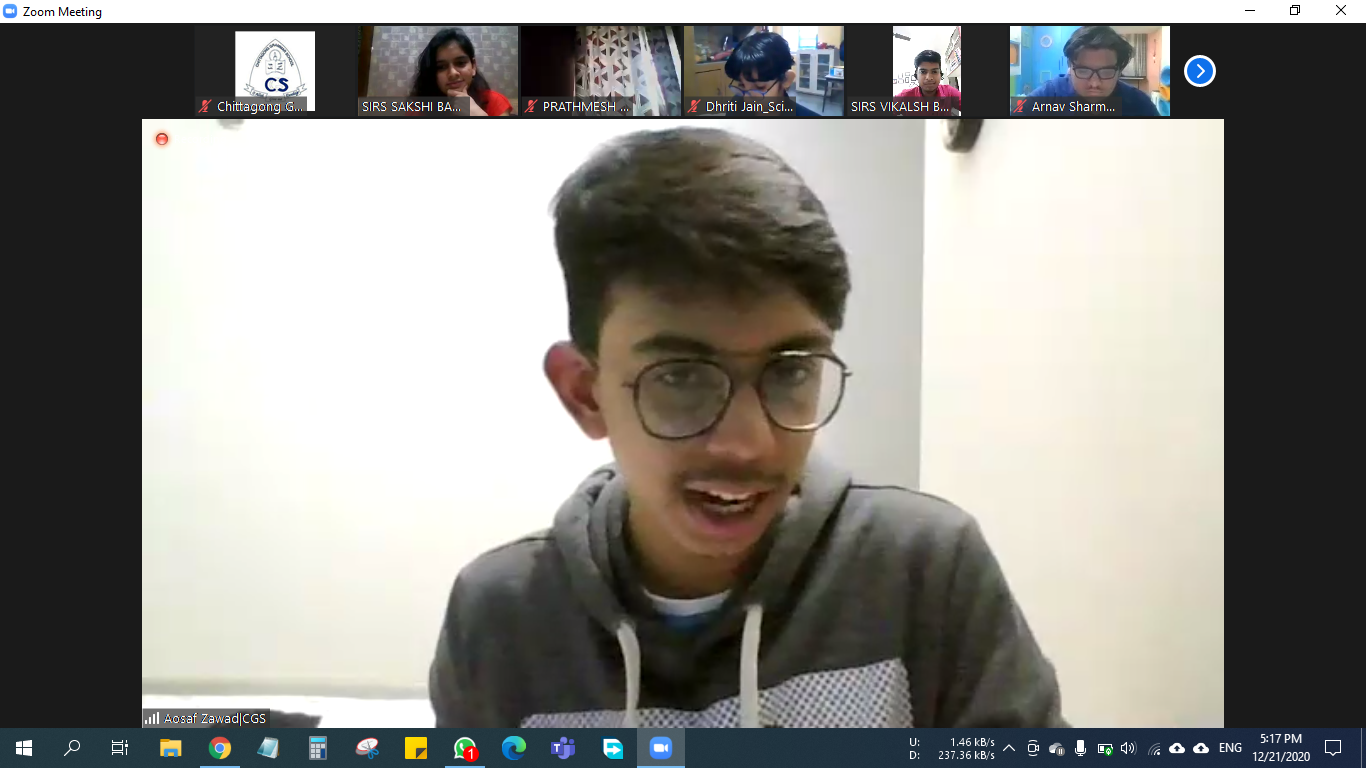 Zoom Meeting
CS
Chittagong G...
SIRS SAKSHI BA...
PRATHMESH ...
Dhriti Jain_Sci...
SIRS VIKALSH B...
Arnav Sharm...
Aosaf Zawad|CGS
U: 1.46 kB/s
D: 237.36 kB/s
ENG
5:17 PM
12/21/2020
1